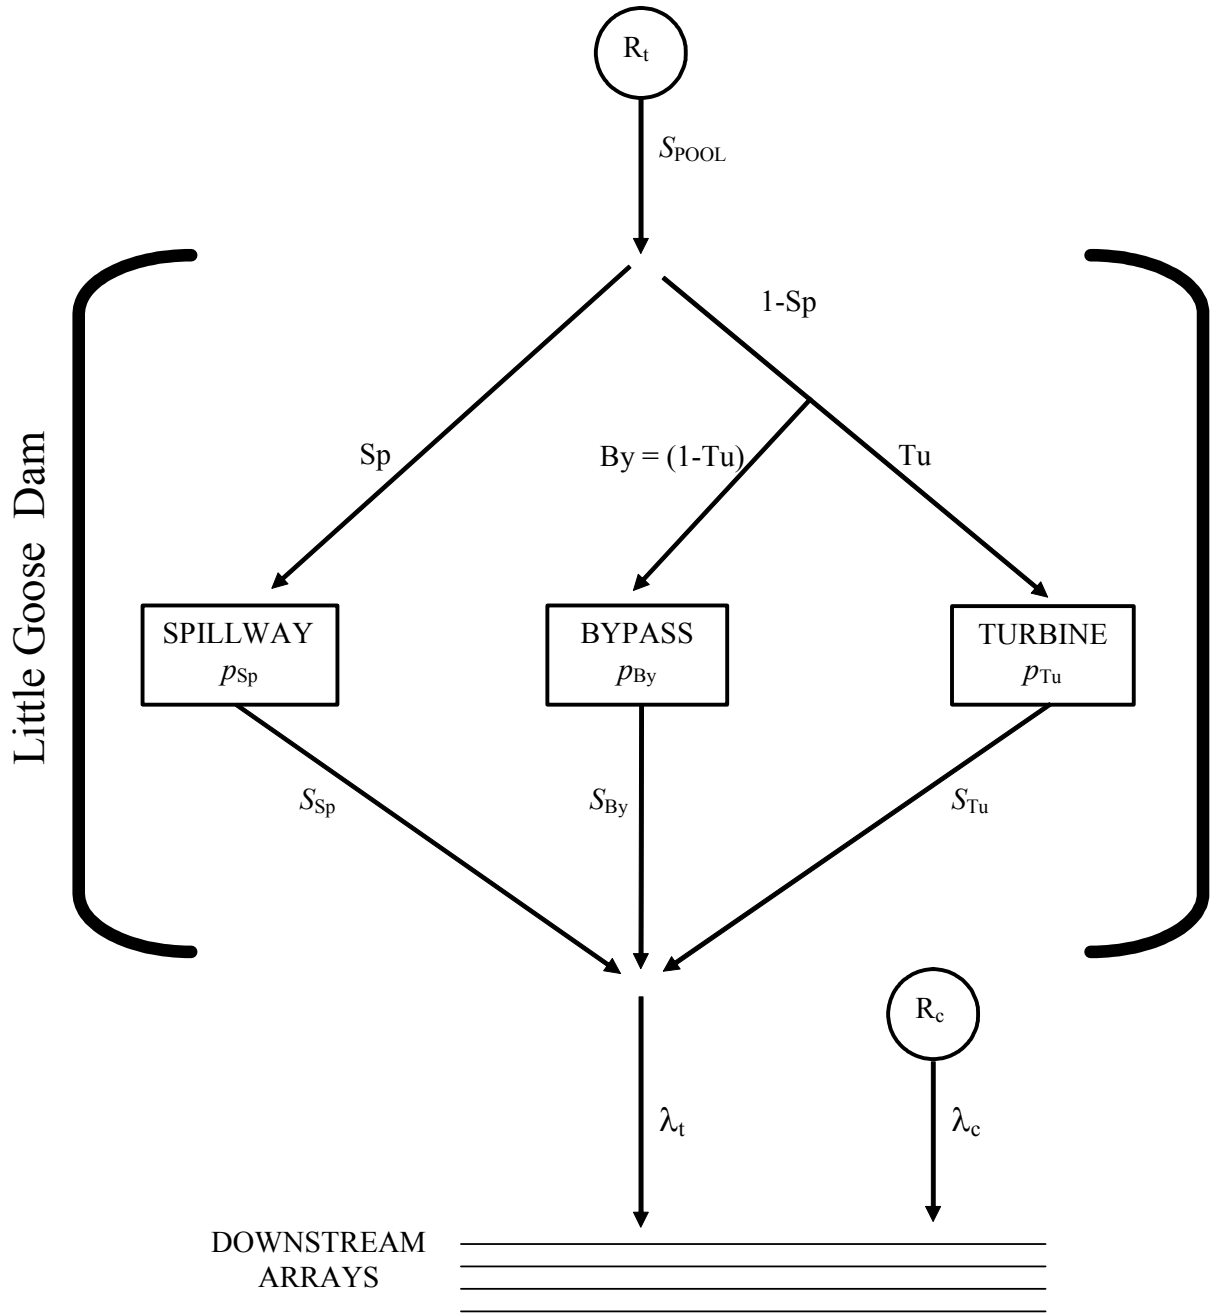 R_t
S_POOL
1-Sp
Sp
By = (1-Tu)
Tu
Little Goose Dam
SPILLWAY
p_Sp
BYPASS
p_By
TURBINE
p_Tu
S_Sp
S_By
S_Tu
R_c
λ_t
λ_c
DOWNSTREAM
ARRAYS